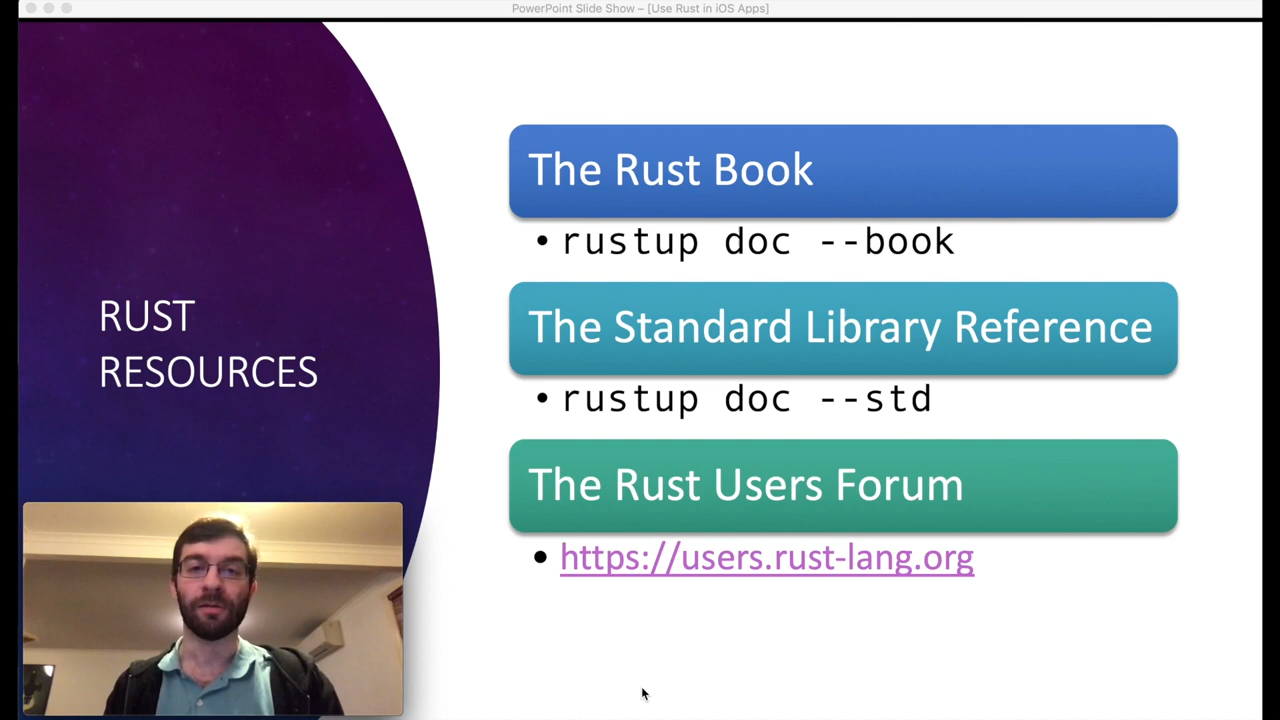 PowerPoint Slide Show – [Use Rust in iOS Apps]
RUST
RESOURCES
The Rust Book
• rustup doc --book
The Standard Library Reference
• rustup doc --std
The Rust Users Forum
• https://users.rust-lang.org